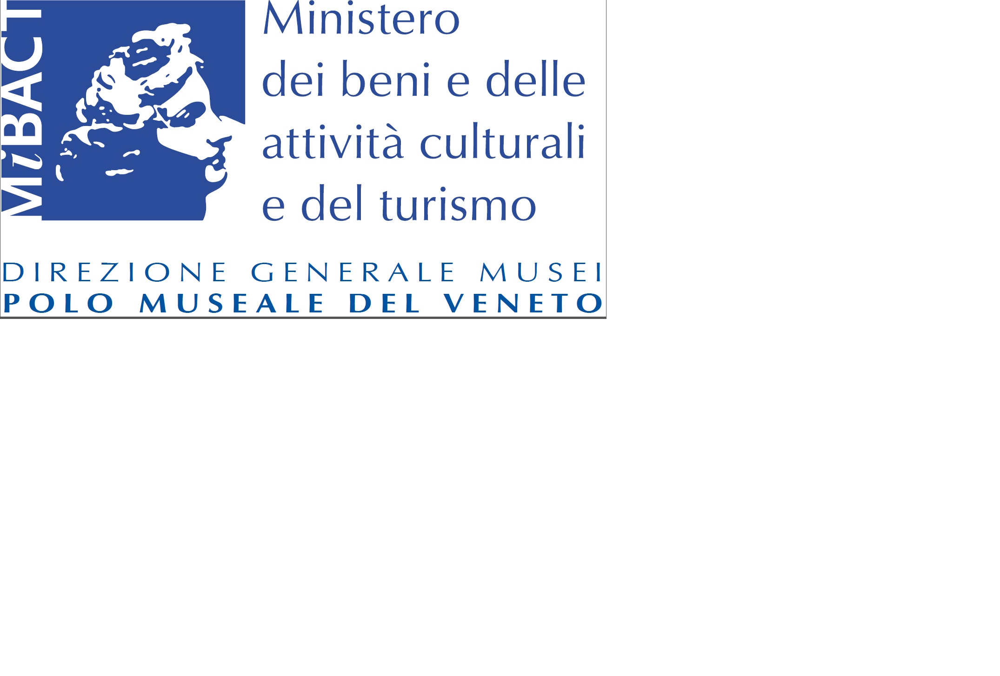 MiBACT
Ministero
dei beni e delle
attività culturali
e del turismo
DIREZIONE GENERALE MUSEI
POLO MUSEALE DEL VENETO